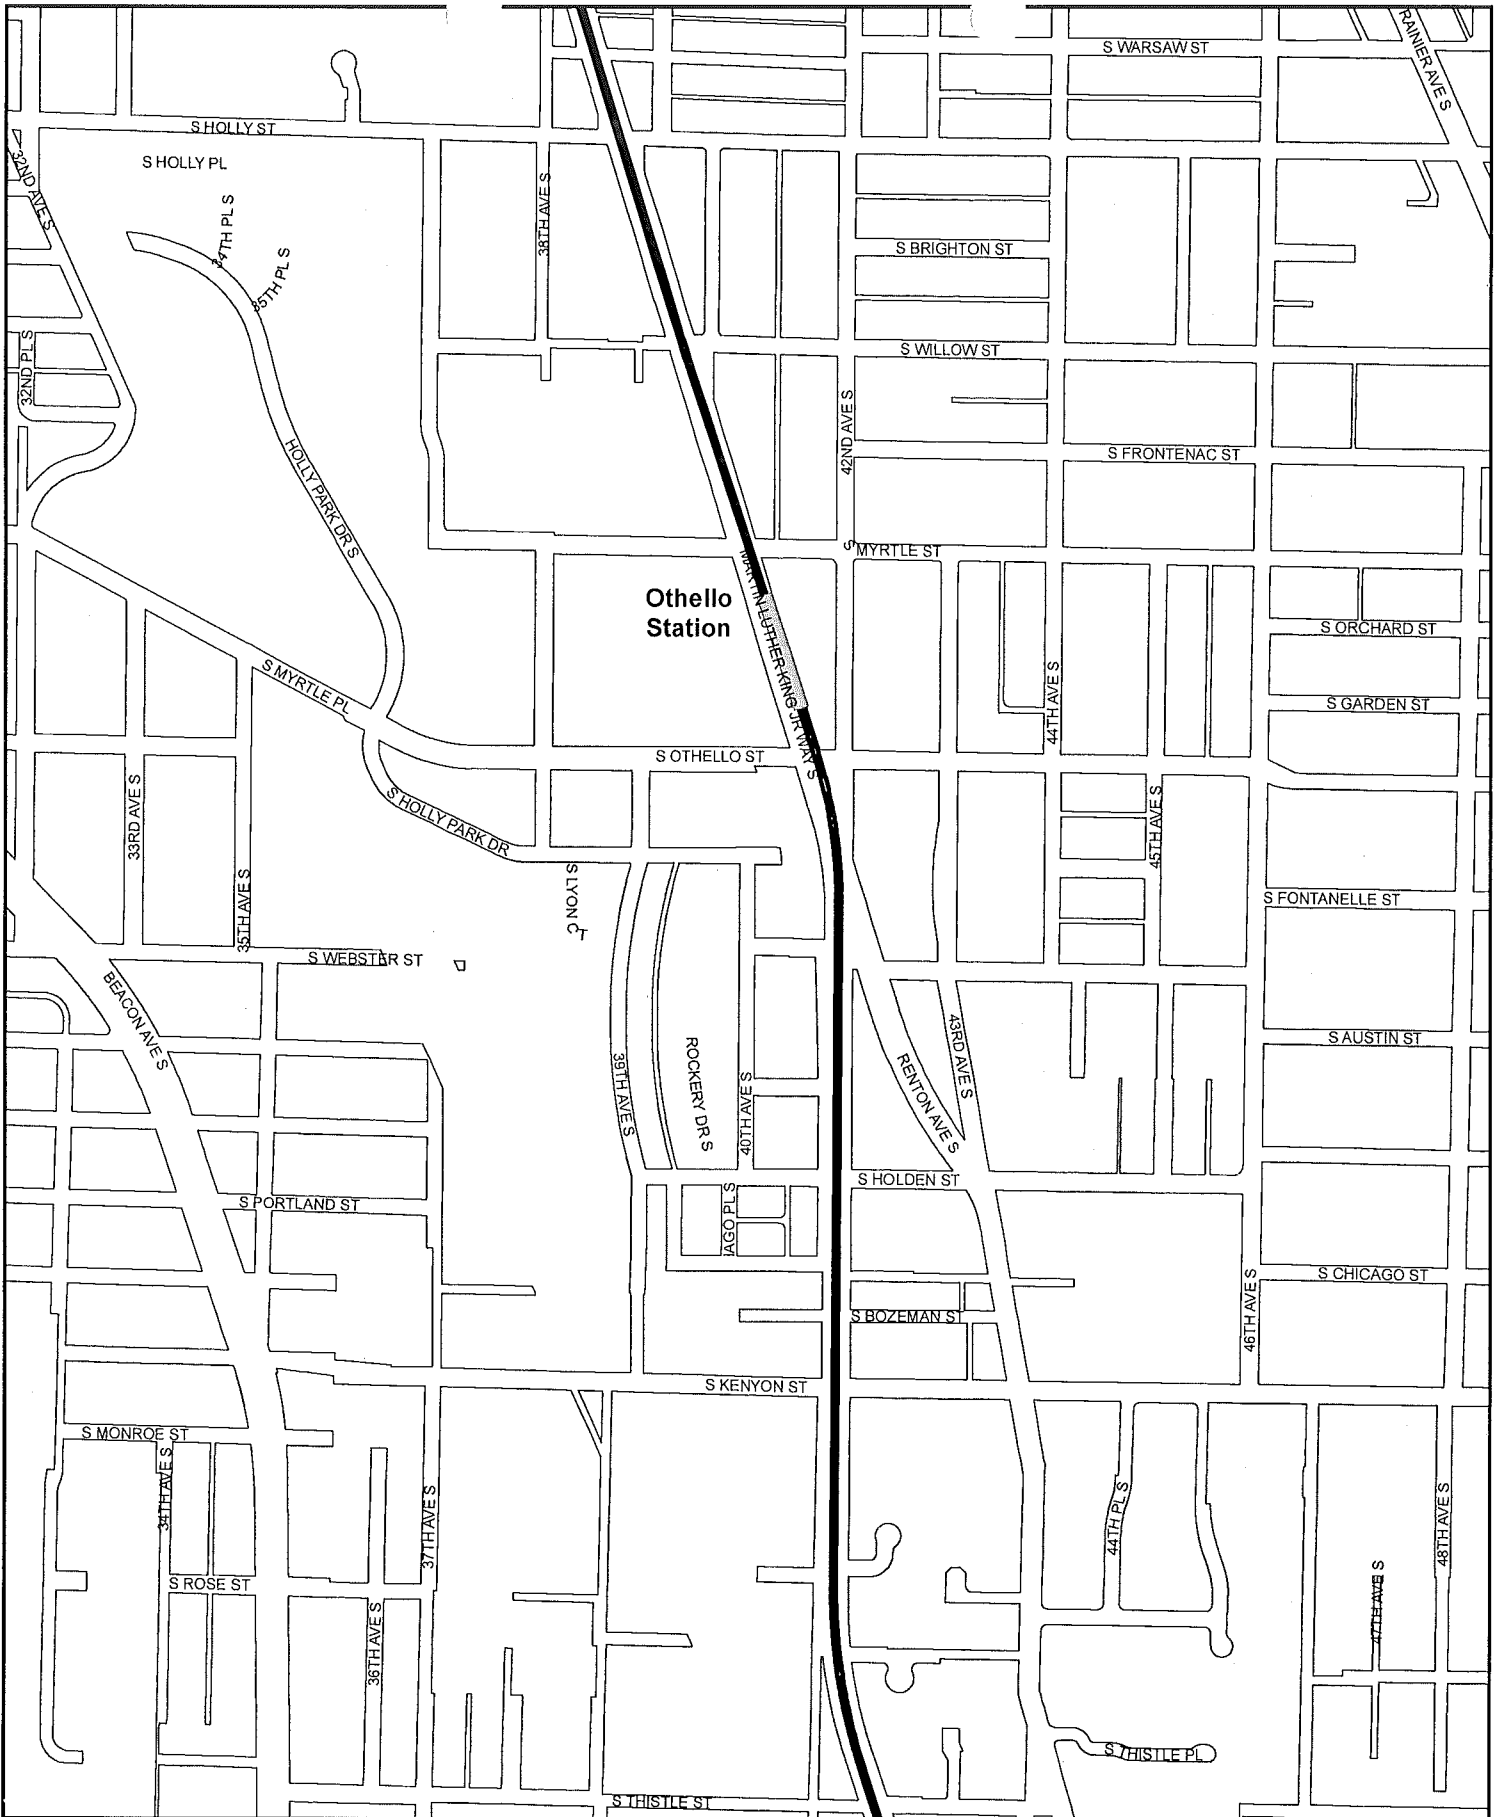 S WARSAW ST
RAINIER AVE S
S HOLLY ST
32ND AVE S
S HOLLY PL
34TH PL S
35TH PL S
38TH AVE S
S BRIGHTON ST
32ND PL S
S WILLOW ST
42ND AVE S
S FRONTENAC ST
HOLLY PARK DR S
S MYRTLE ST
MARTIN LUTHER KING JR WAY S
Othello
Station
S ORCHARD ST
S MYRTLE PL
44TH AVE S
S GARDEN ST
S OTHELLO ST
33RD AVE S
S HOLLY PARK DR
45TH AVE S
35TH AVE S
S LYON CT
S FONTANELLE ST
S WEBSTER ST
BEACON AVE S
39TH AVE S
ROCKERY DR S
40TH AVE S
RENTON AVE S
43RD AVE S
S AUSTIN ST
S PORTLAND ST
IAGO PL S
S HOLDEN ST
46TH AVE S
S CHICAGO ST
S BOZEMAN ST
S KENYON ST
S MONROE ST
34TH AVE S
37TH AVE S
44TH PL S
48TH AVE S
S ROSE ST
36TH AVE S
47TH AVE S
S THISTLE PL
S THISTLE ST